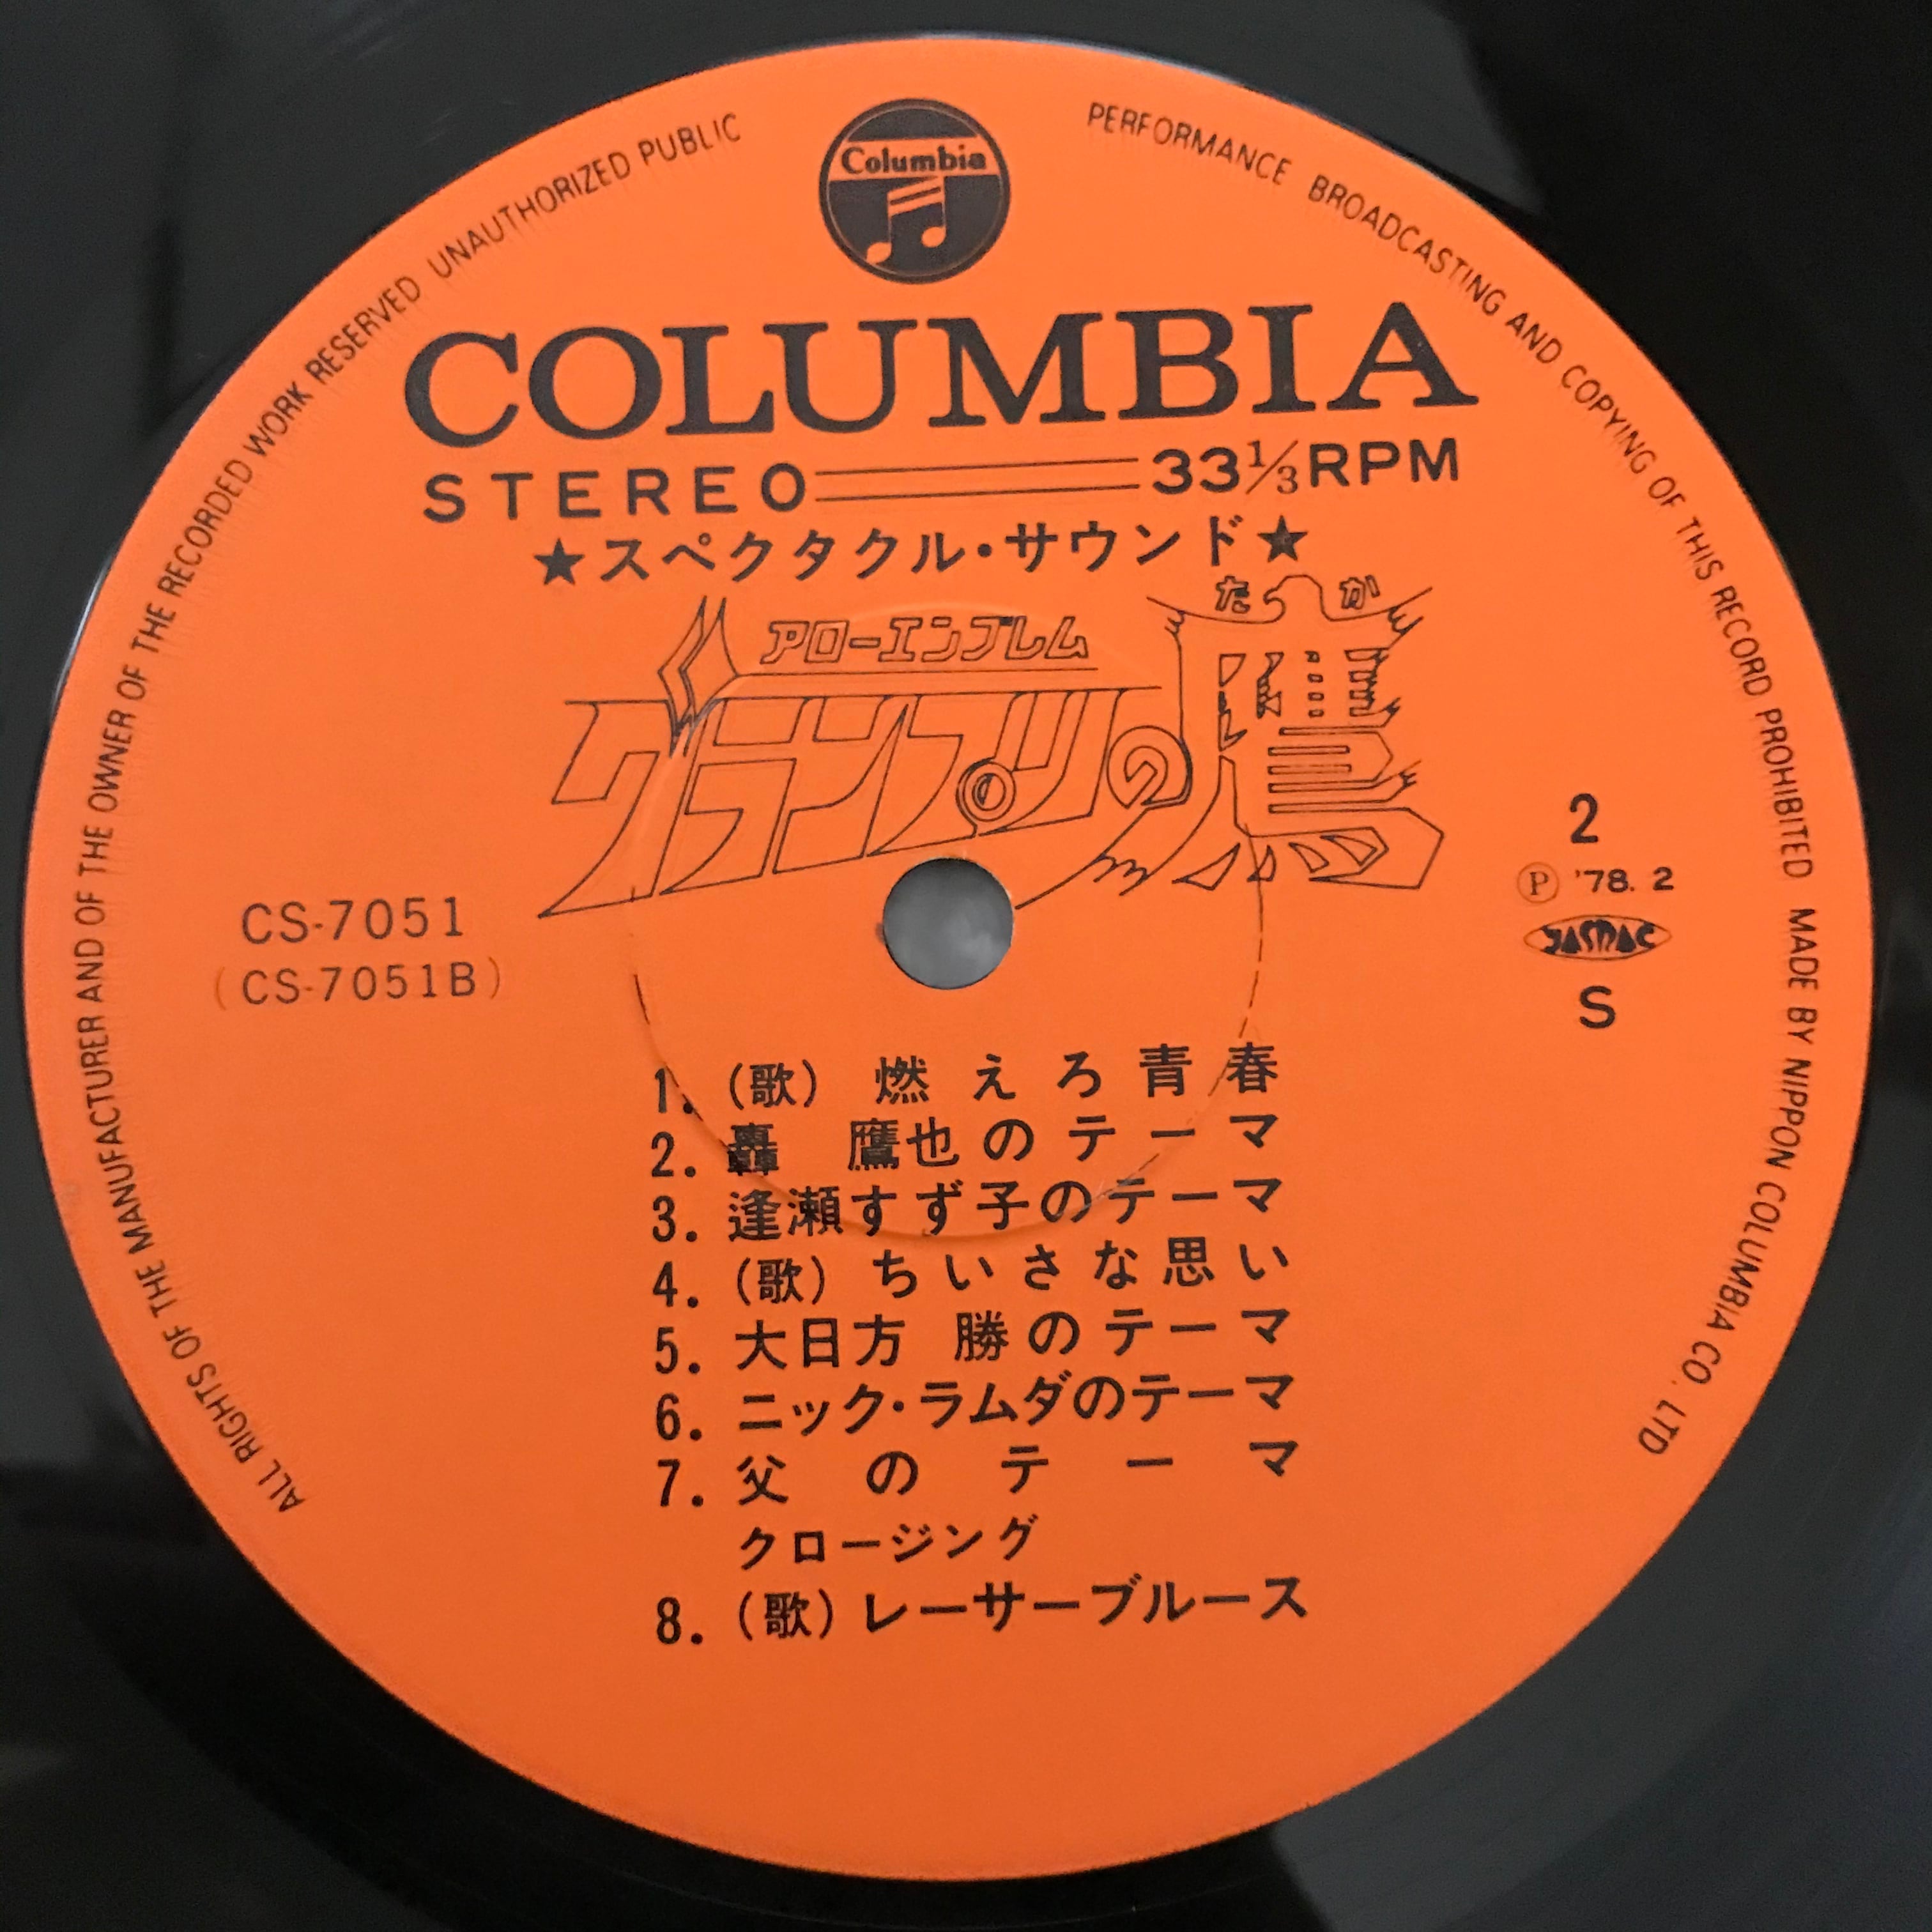 ALL RIGHTS OF THE MANUFACTURER AND OF THE OWNER OF THE RECORDED WORK RESERVED UNAUTHORIZED PUBLIC PERFORMANCE BROADCASTING AND COPYING OF THIS RECORD PROHIBITED MADE BY NIPPON COLUMBIA CO., LTD
Columbia
COLUMBIA
STEREO 33⅓RPM
★スペクタクル・サウンド★
アローエンブレム
グランプリの鷹
たか
2
Ⓟ '78. 2
JASRAC
S
CS-7051
(CS-7051B)
1. (歌) 燃えろ青春
2. 轟 鷹也のテーマ
3. 逢瀬すず子のテーマ
4. (歌) ちいさな思い
5. 大日方 勝のテーマ
6. ニック・ラムダのテーマ
7. 父のテーマ
クロージング
8. (歌) レーサーブルース